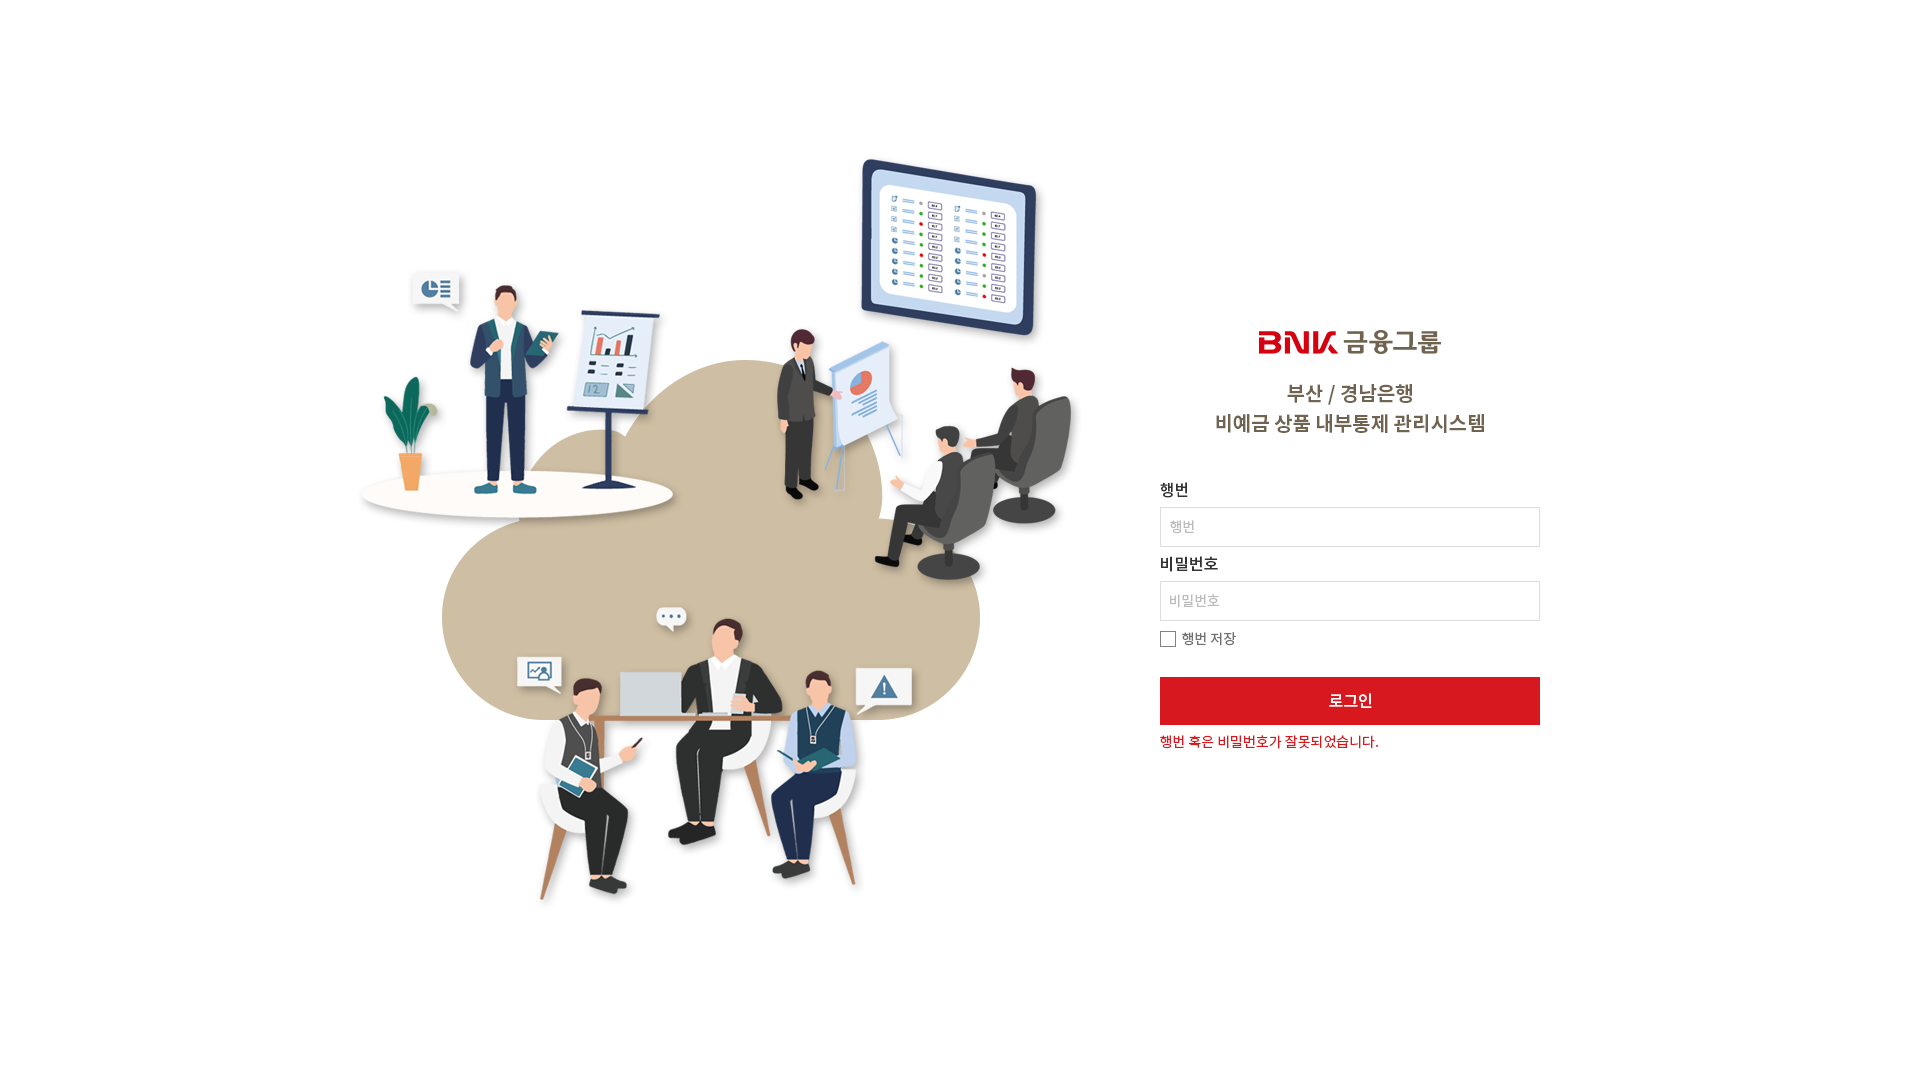 BNK 금융그룹
부산 / 경남은행
비예금 상품 내부통제 관리시스템
행번
행번
비밀번호
비밀번호
행번 저장
로그인
행번 혹은 비밀번호가 잘못되었습니다.